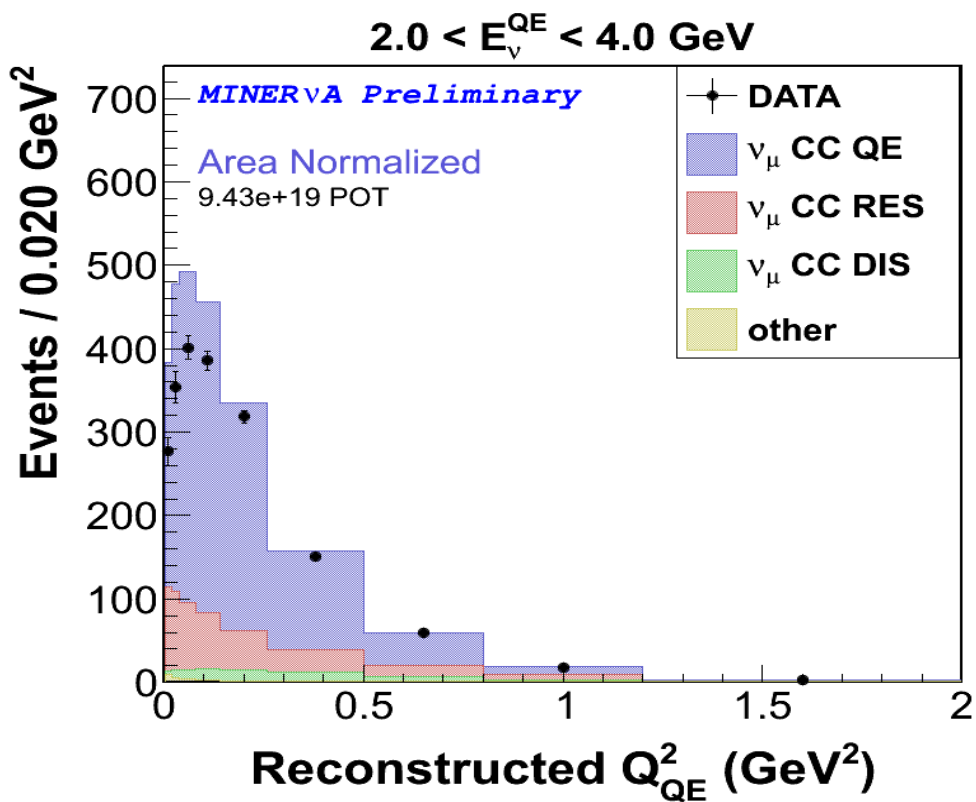 2.0 < E_ν^QE < 4.0 GeV
MINERνA Preliminary
Area Normalized
9.43e+19 POT
DATA
ν_μ CC QE
ν_μ CC RES
ν_μ CC DIS
other
Events / 0.020 GeV²
700
600
500
400
300
200
100
0
0 0.5 1 1.5 2
Reconstructed Q²_QE (GeV²)